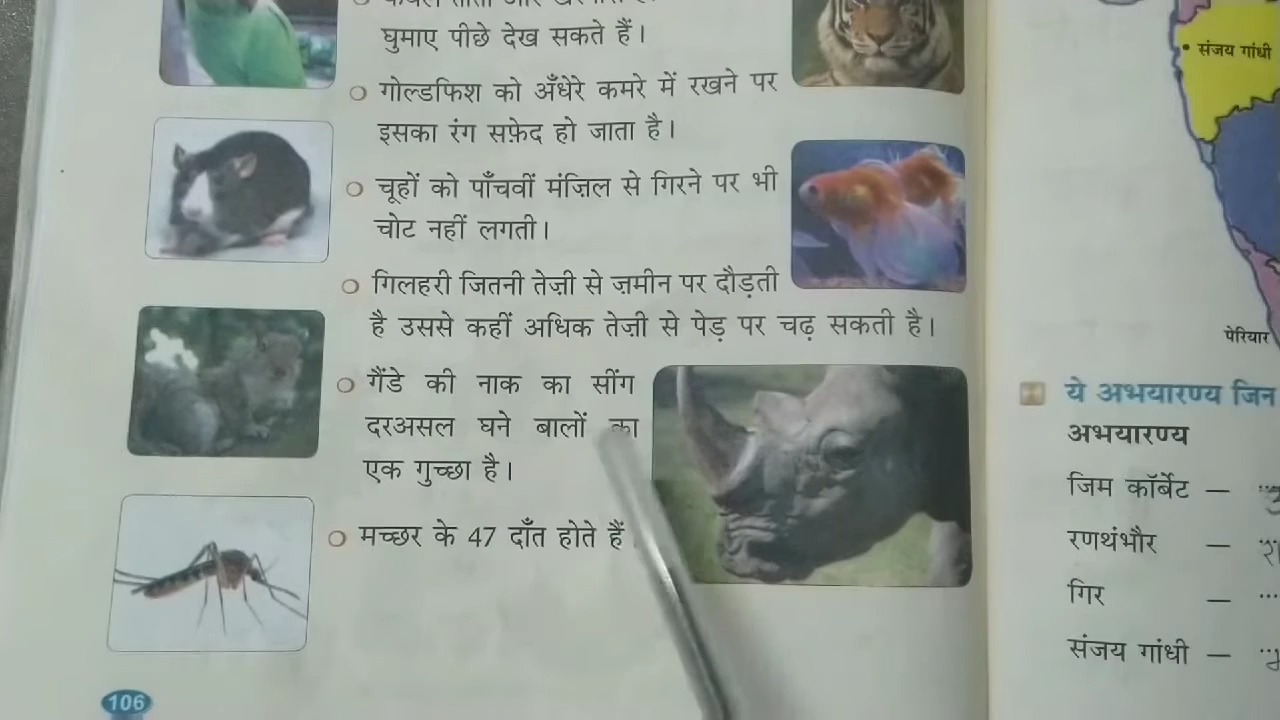 घुमाए पीछे देख सकते हैं।
गोल्डफिश को अँधेरे कमरे में रखने पर
इसका रंग सफ़ेद हो जाता है।
चूहों को पाँचवीं मंज़िल से गिरने पर भी
चोट नहीं लगती।
गिलहरी जितनी तेज़ी से ज़मीन पर दौड़ती
है उससे कहीं अधिक तेज़ी से पेड़ पर चढ़ सकती है।
गैंडे की नाक का सींग
दरअसल घने बालों का
एक गुच्छा है।
मच्छर के 47 दाँत होते हैं
106
संजय गांधी
पेरियार
ये अभयारण्य जिन
अभयारण्य
जिम कॉर्बेट —
रणथंभौर —
गिर —
संजय गांधी —